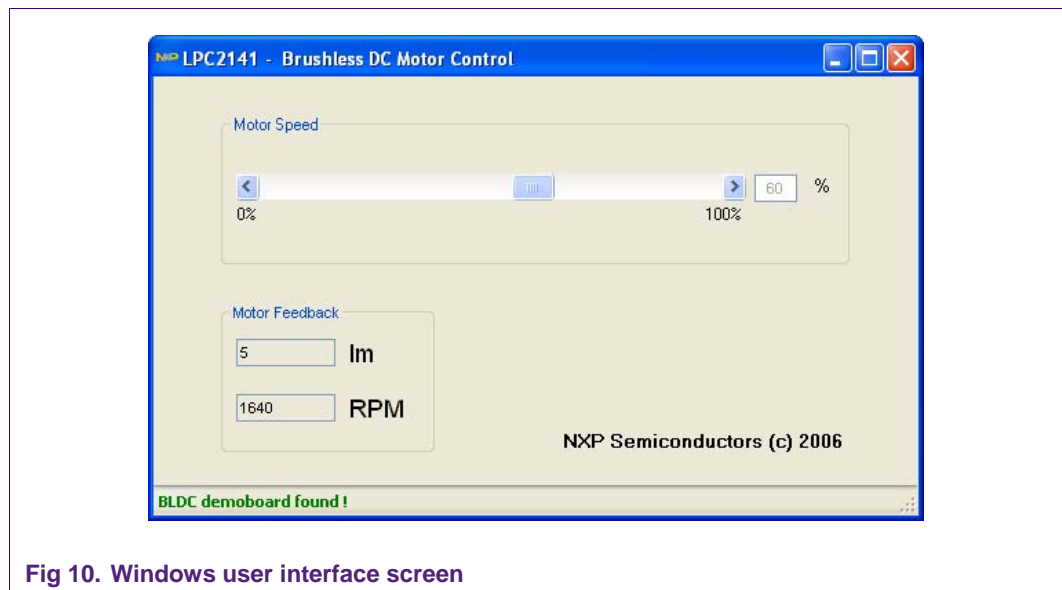 LPC2141 - Brushless DC Motor Control
Motor Speed
60 %
0% 100%
Motor Feedback
5 Im
1640 RPM
NXP Semiconductors (c) 2006
BLDC demoboard found !
Fig 10. Windows user interface screen